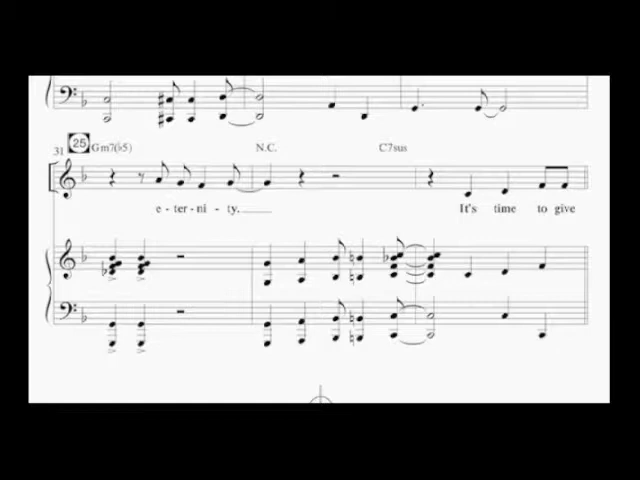 25
31 Gm7(♭5) N.C. C7sus
e - ter - ni - ty. It's time to give